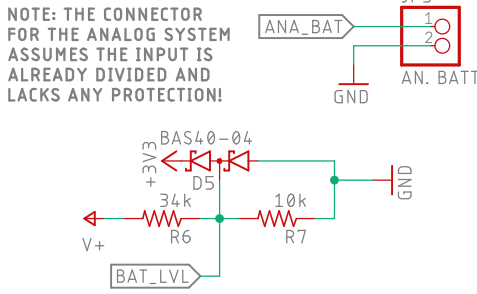 NOTE: THE CONNECTOR
FOR THE ANALOG SYSTEM
ASSUMES THE INPUT IS
ALREADY DIVIDED AND
LACKS ANY PROTECTION!
ANA_BAT
1
2
GND
AN. BATT
BAS40-04
+3V3
D5
GND
34k
10k
R6
R7
V+
BAT_LVL